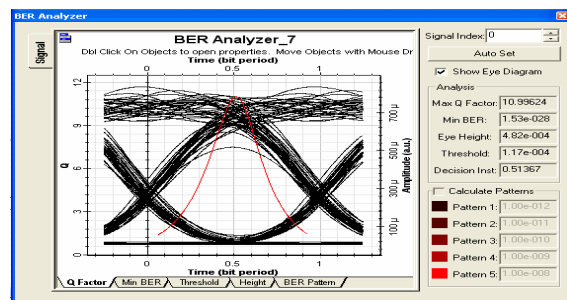 BER Analyzer
Signal
BER Analyzer_7
Dbl Click On Objects to open properties. Move Objects with Mouse Dr
Time (bit period)
0 0.5 1
Q
12
9
6
3
0
700 µ
500 µ
300 µ
100 µ
Amplitude (a.u.)
0 0.5 1
Time (bit period)
Q Factor Min BER Threshold Height BER Pattern
Signal Index: 0
Auto Set
Show Eye Diagram
Analysis
Max Q Factor: 10.99624
Min BER: 1.53e-028
Eye Height: 4.82e-004
Threshold: 1.17e-004
Decision Inst: 0.51367
Calculate Patterns
Pattern 1: 1.00e-012
Pattern 2: 1.00e-011
Pattern 3: 1.00e-010
Pattern 4: 1.00e-009
Pattern 5: 1.00e-008